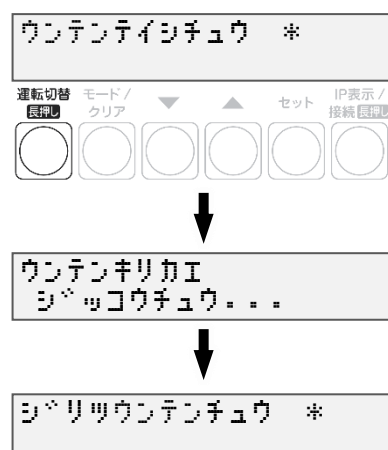 ウンテンテイシチュウ ＊
運転切替 長押し
モード/クリア
▼
▲
セット
IP表示/接続 長押し
ウンテンキリカエ
ジッコウチュウ...
ジリツウンテンチュウ ＊